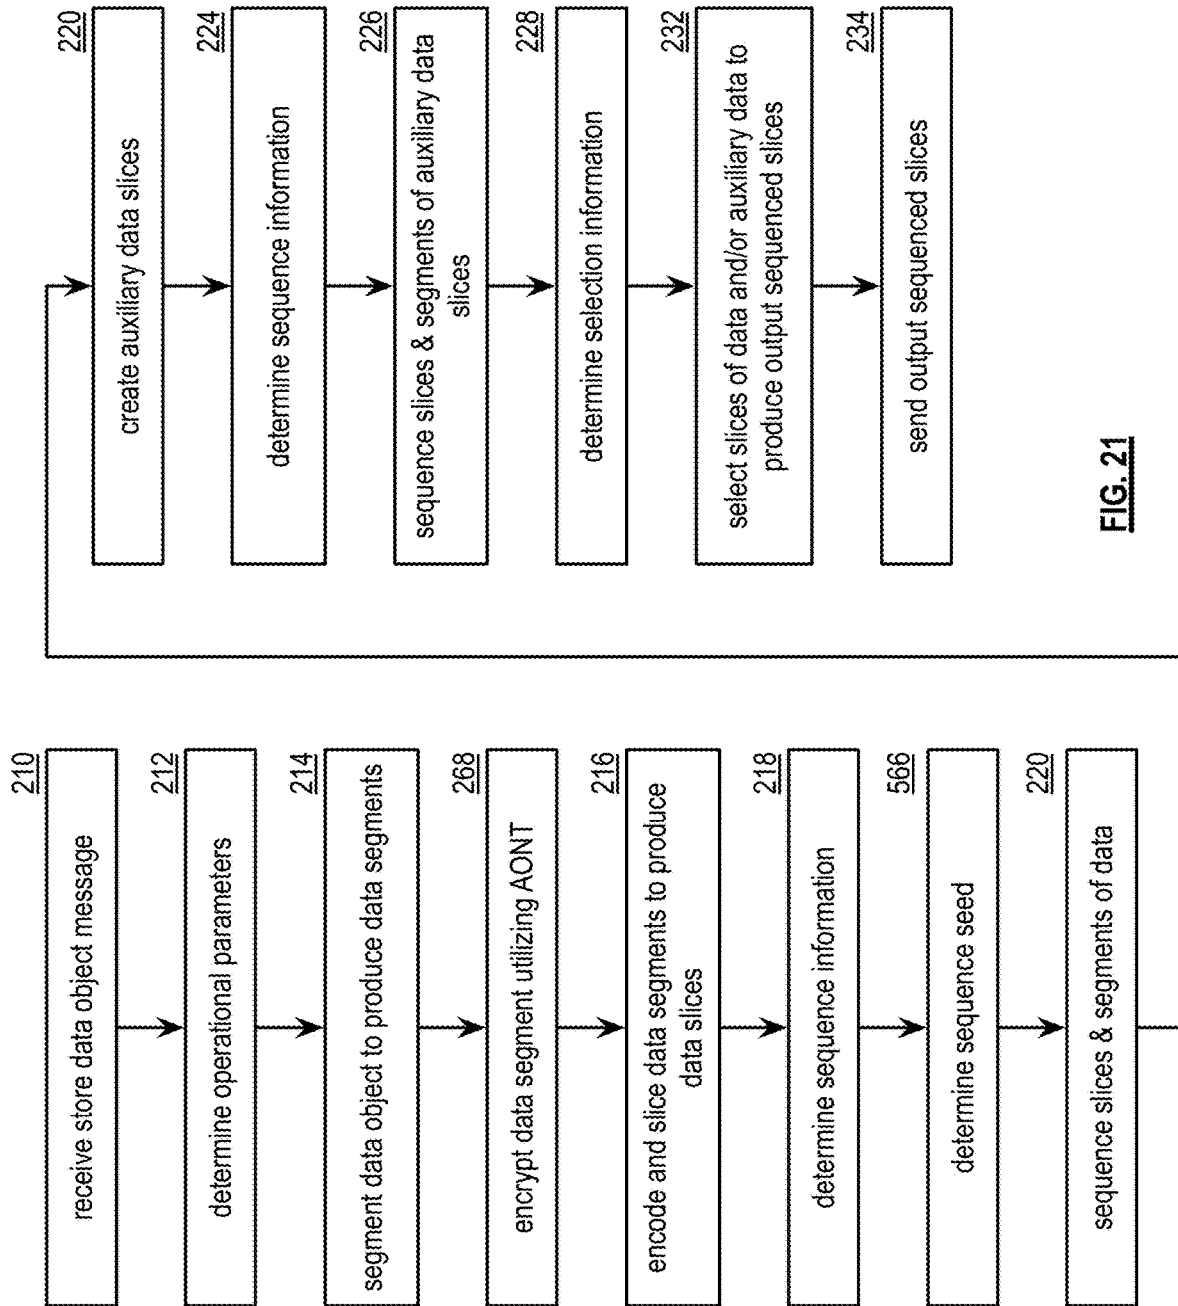 210
receive store data object message
212
determine operational parameters
214
segment data object to produce data segments
268
encrypt data segment utilizing AONT
216
encode and slice data segments to produce
data slices
218
determine sequence information
566
determine sequence seed
220
sequence slices & segments of data
220
create auxiliary data slices
224
determine sequence information
226
sequence slices & segments of auxiliary data
slices
228
determine selection information
232
select slices of data and/or auxiliary data to
produce output sequenced slices
234
send output sequenced slices
FIG. 21